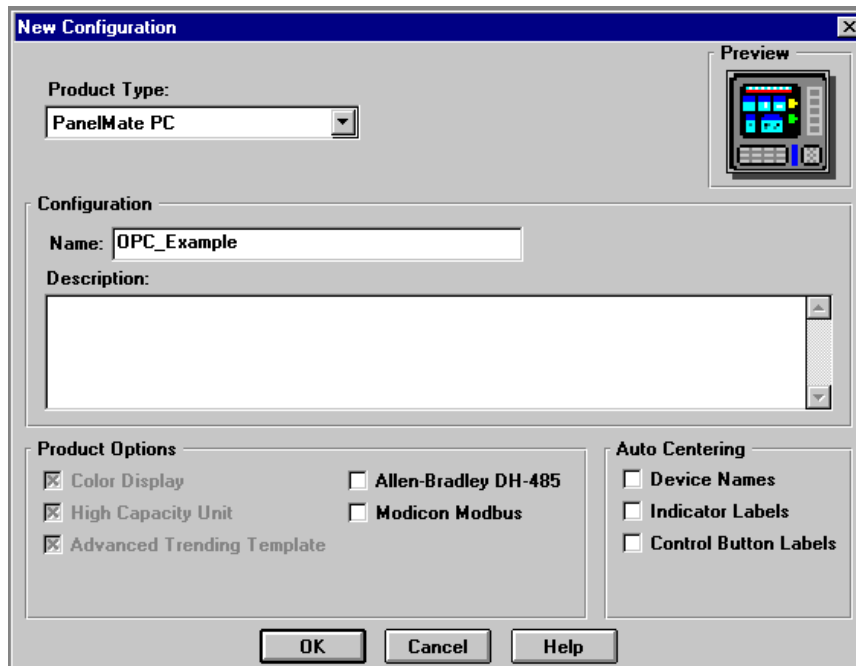 New Configuration
Preview
Product Type:
PanelMate PC
Configuration
Name: OPC_Example
Description:
Product Options
Auto Centering
Color Display
Allen-Bradley DH-485
Device Names
High Capacity Unit
Modicon Modbus
Indicator Labels
Advanced Trending Template
Control Button Labels
OK
Cancel
Help